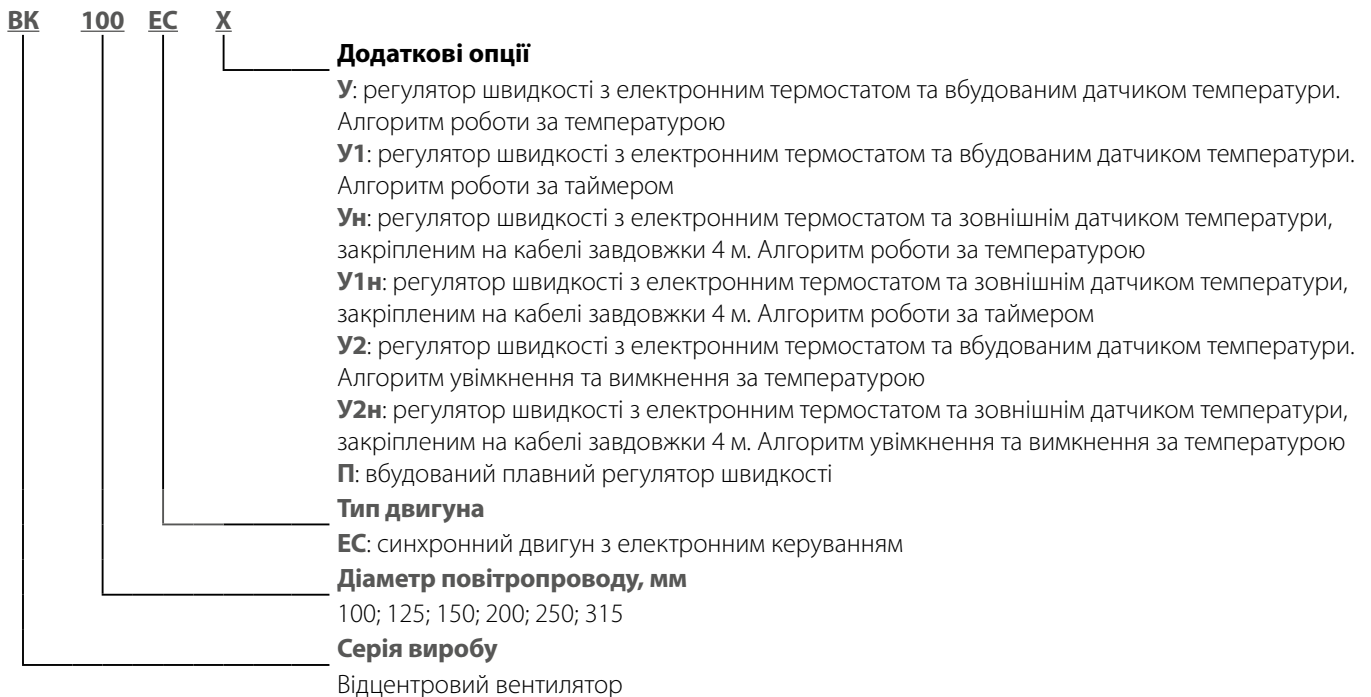 ВК 100 ЕС Х
Додаткові опції
У: регулятор швидкості з електронним термостатом та вбудованим датчиком температури.
Алгоритм роботи за температурою
У1: регулятор швидкості з електронним термостатом та вбудованим датчиком температури.
Алгоритм роботи за таймером
Ун: регулятор швидкості з електронним термостатом та зовнішнім датчиком температури,
закріпленим на кабелі завдовжки 4 м. Алгоритм роботи за температурою
У1н: регулятор швидкості з електронним термостатом та зовнішнім датчиком температури,
закріпленим на кабелі завдовжки 4 м. Алгоритм роботи за таймером
У2: регулятор швидкості з електронним термостатом та вбудованим датчиком температури.
Алгоритм увімкнення та вимкнення за температурою
У2н: регулятор швидкості з електронним термостатом та зовнішнім датчиком температури,
закріпленим на кабелі завдовжки 4 м. Алгоритм увімкнення та вимкнення за температурою
П: вбудований плавний регулятор швидкості
Тип двигуна
ЕС: синхронний двигун з електронним керуванням
Діаметр повітропроводу, мм
100; 125; 150; 200; 250; 315
Серія виробу
Відцентровий вентилятор